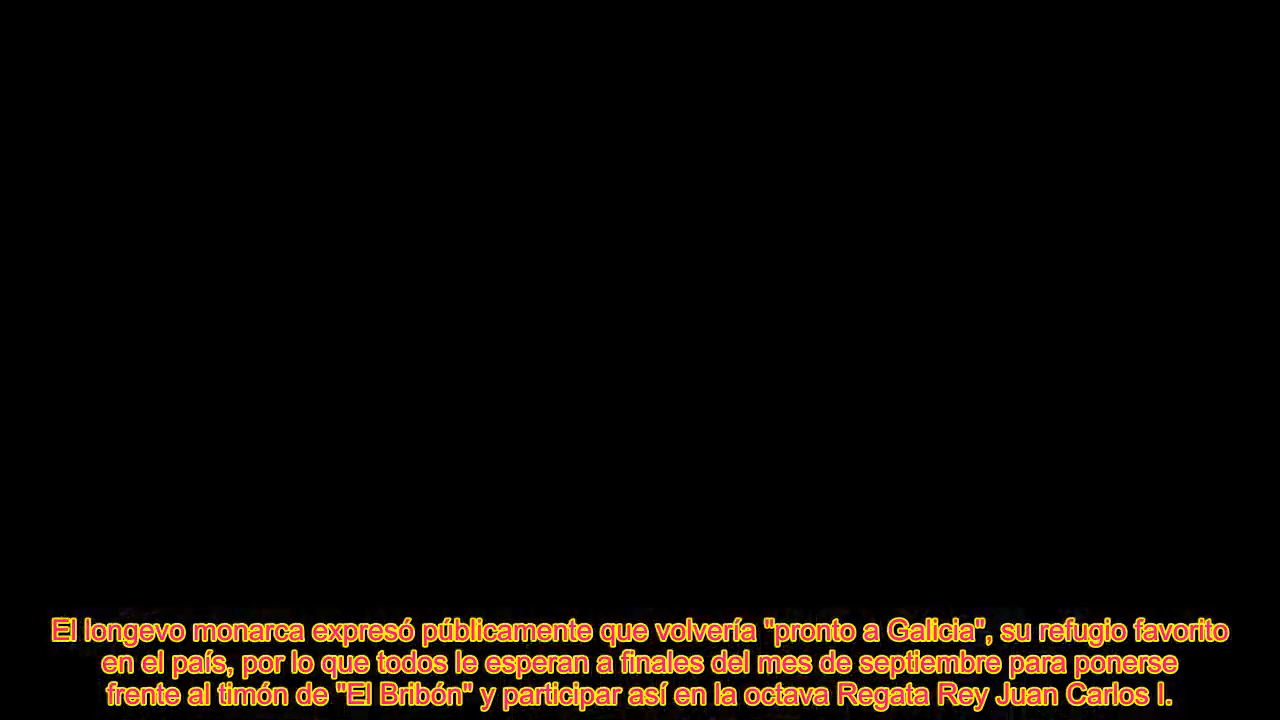 El longevo monarca expresó públicamente que volvería "pronto a Galicia", su refugio favorito
en el país, por lo que todos le esperan a finales del mes de septiembre para ponerse
frente al timón de "El Bribón" y participar así en la octava Regata Rey Juan Carlos I.